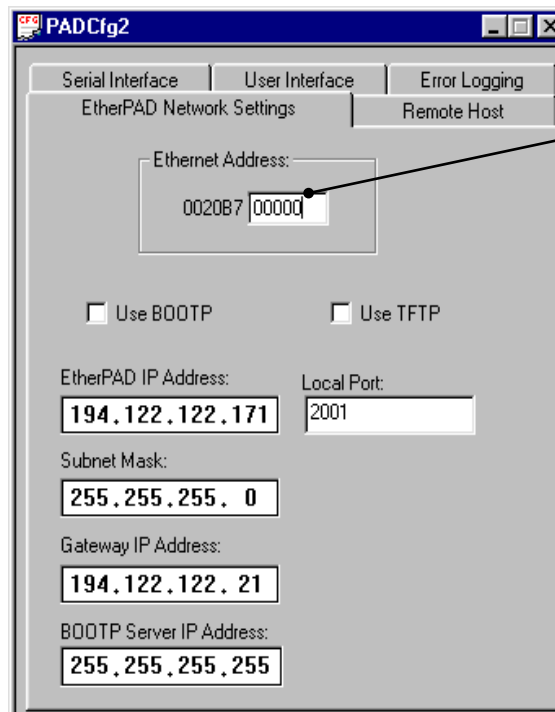 CFG
PADCfg2
Serial Interface User Interface Error Logging
EtherPAD Network Settings Remote Host
Ethernet Address:
0020B7 00000
Use BOOTP Use TFTP
EtherPAD IP Address: Local Port:
194.122.122.171 2001
Subnet Mask:
255.255.255. 0
Gateway IP Address:
194.122.122. 21
BOOTP Server IP Address:
255.255.255.255